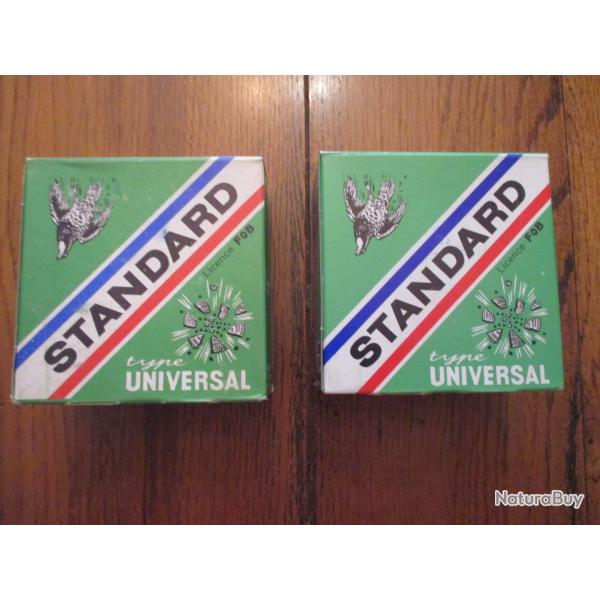 STANDARD
Licence FOB
type
UNIVERSAL
STANDARD
Licence FOB
type
UNIVERSAL
NaturaBuy